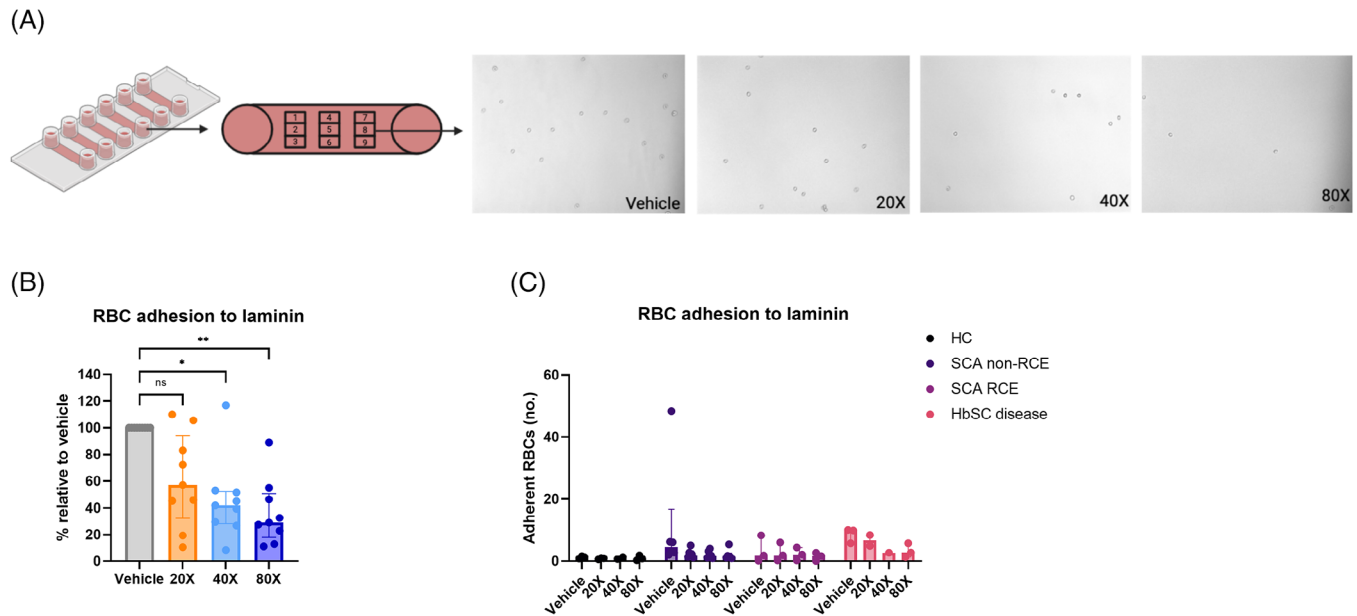 (A)
1 4 7
2 5 8
3 6 9
Vehicle
20X
40X
80X
(B)
RBC adhesion to laminin
**
*
ns
% relative to vehicle
140
120
100
80
60
40
20
0
Vehicle 20X 40X 80X
(C)
RBC adhesion to laminin
Adherent RBCs (no.)
60
40
20
0
Vehicle 20X 40X 80X Vehicle 20X 40X 80X Vehicle 20X 40X 80X Vehicle 20X 40X 80X
HC
SCA non-RCE
SCA RCE
HbSC disease